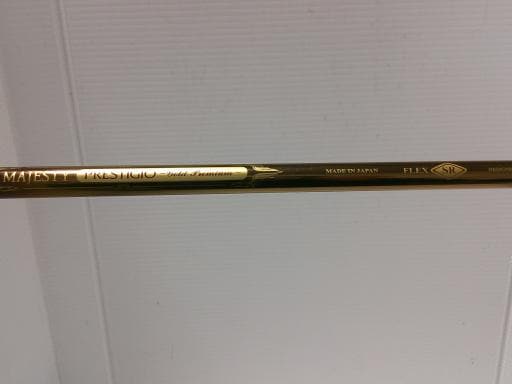 MAJESTY PRESTIGIO Gold Premium MADE IN JAPAN FLEX SR